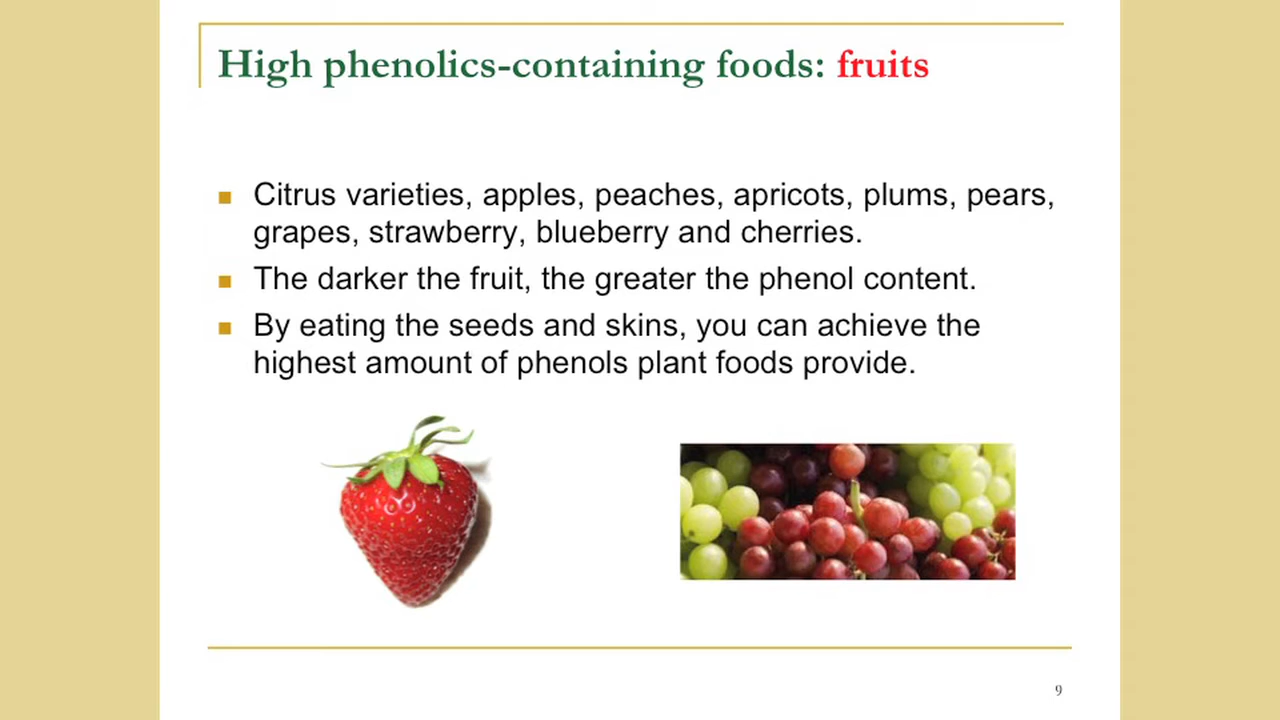 High phenolics-containing foods: fruits
Citrus varieties, apples, peaches, apricots, plums, pears,
grapes, strawberry, blueberry and cherries.
The darker the fruit, the greater the phenol content.
By eating the seeds and skins, you can achieve the
highest amount of phenols plant foods provide.
9